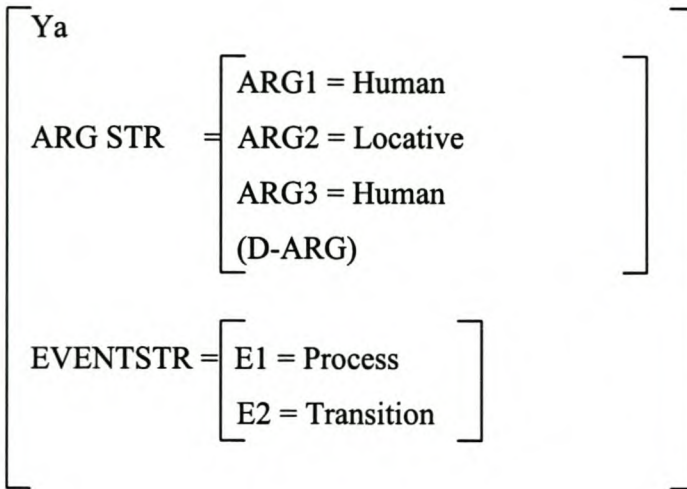 Ya
ARG1 = Human
ARG STR = ARG2 = Locative
ARG3 = Human
(D-ARG)
EVENTSTR = E1 = Process
E2 = Transition